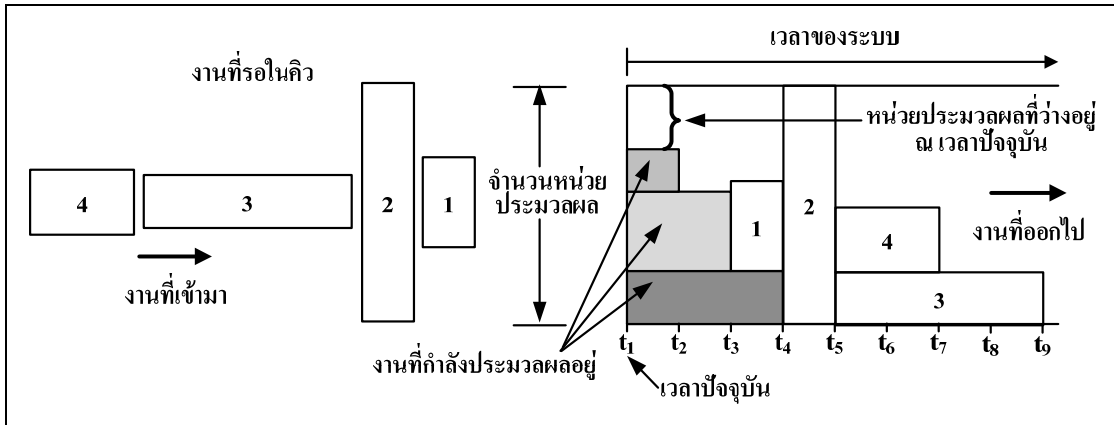 เวลาของระบบ
งานที่รอในคิว
หน่วยประมวลผลที่ว่างอยู่
ณ เวลาปัจจุบัน
4
3
2
1
จำนวนหน่วย
ประมวลผล
1
2
4
3
งานที่ออกไป
งานที่เข้ามา
งานที่กำลังประมวลผลอยู่
t1 t2 t3 t4 t5 t6 t7 t8 t9
เวลาปัจจุบัน